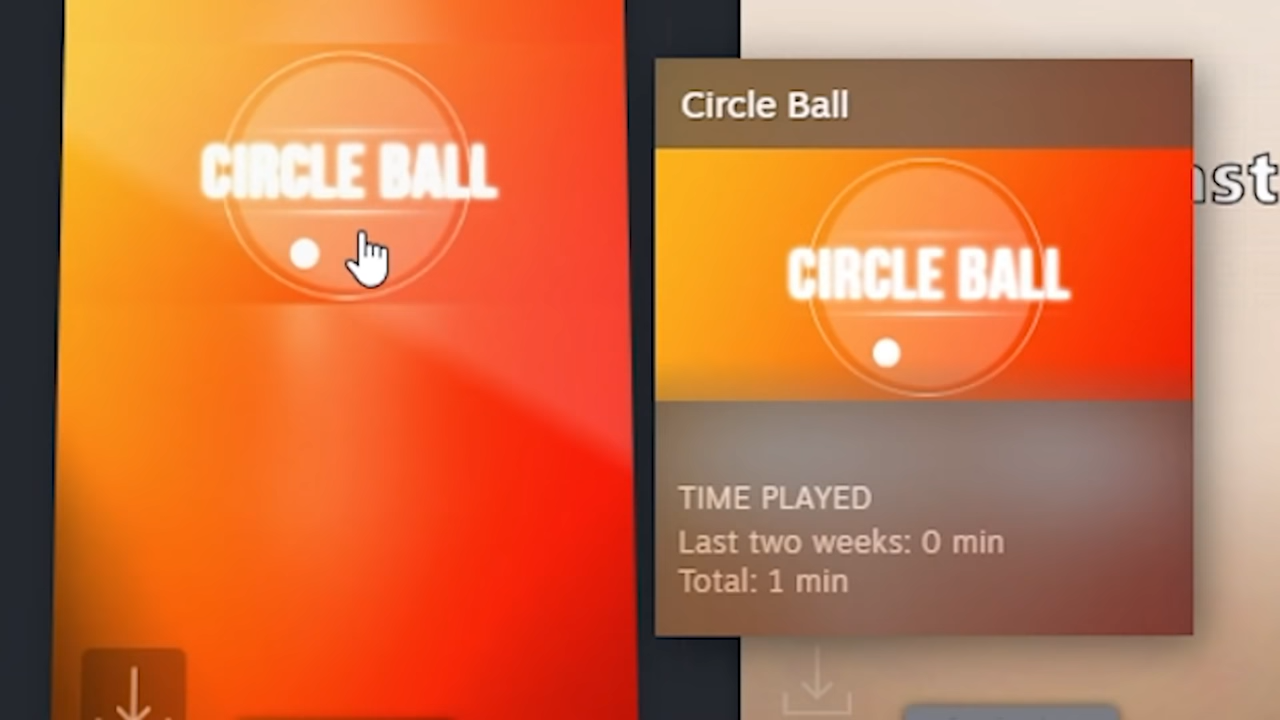 CIRCLE BALL
Circle Ball
CIRCLE BALL
TIME PLAYED
Last two weeks: 0 min
Total: 1 min